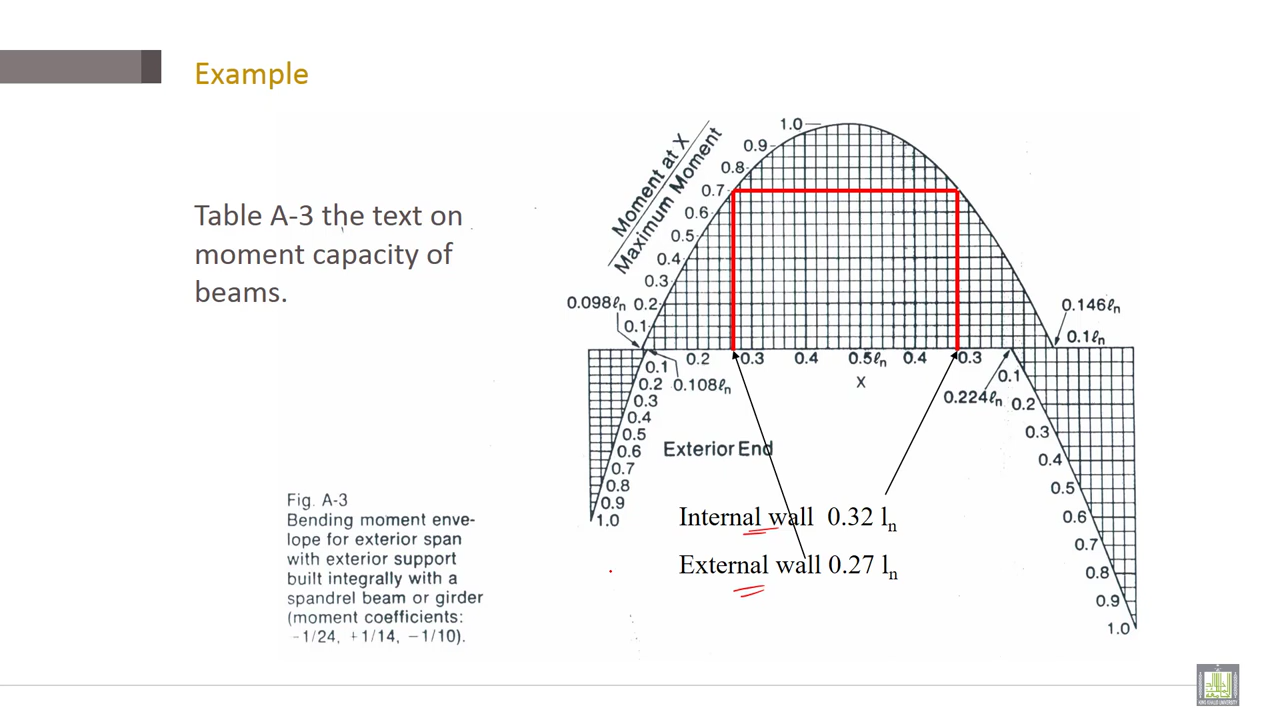 Example
Table A-3 the text on
moment capacity of
beams.
Moment at X
Maximum Moment
1.0
0.9
0.8
0.7
0.6
0.5
0.4
0.3
0.2
0.1
0.098ℓn
0.146ℓn
0.1ℓn
0.2 0.3 0.4 0.5ℓn 0.4 0.3
X
0.108ℓn
0.224ℓn
0.1
0.2
0.3
0.4
0.5
0.6
0.7
0.8
0.9
1.0
0.1
0.2
0.3
0.4
0.5
0.6
0.7
0.8
0.9
1.0
Exterior End
Internal wall 0.32 ln
External wall 0.27 ln
Fig. A-3
Bending moment enve-
lope for exterior span
with exterior support
built integrally with a
spandrel beam or girder
(moment coefficients:
-1/24, +1/14, −1/10).
KING KHALID UNIVERSITY